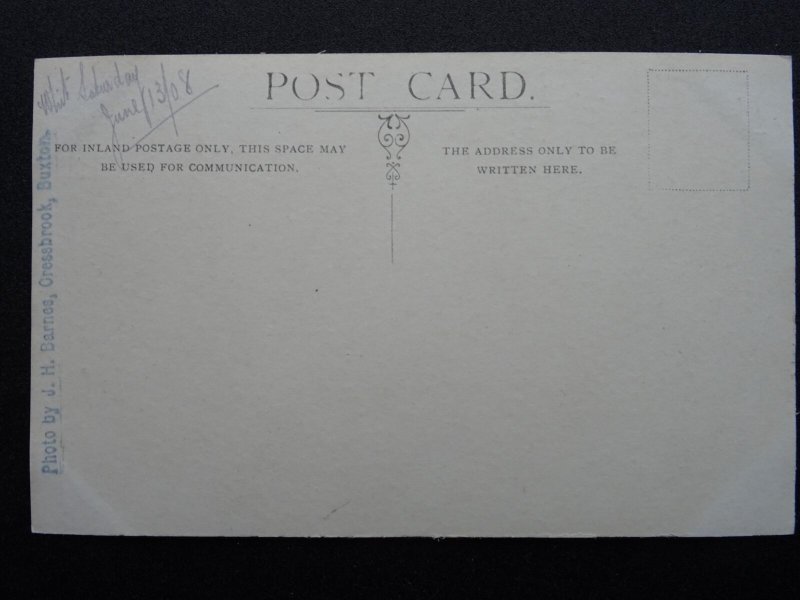 Whit Saturday
June/13/08
POST CARD.
FOR INLAND POSTAGE ONLY, THIS SPACE MAY
BE USED FOR COMMUNICATION.
THE ADDRESS ONLY TO BE
WRITTEN HERE.
Photo by J. H. Barnes, Cressbrook, Buxton.